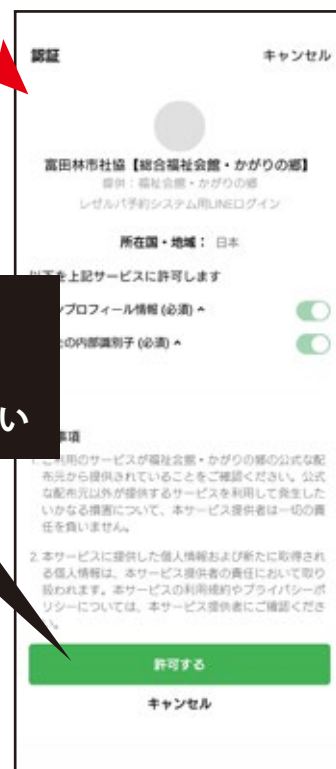 認証
キャンセル
富田林市社協【総合福祉会館・かがりの郷】
提供：福祉会館・かがりの郷
レゼルバ予約システム用LINEログイン
所在国・地域： 日本
以下を上記サービスに許可します
プロフィール情報 (必須)
の内部識別子 (必須)
い
事項
1. ご利用のサービスが福祉会館・かがりの郷の公式な配
布元から提供されていることをご確認ください。公式
な配布元以外が提供するサービスを利用して発生した
いかなる損害について、本サービス提供者は一切の責
任を負いません。
2. 本サービスに提供した個人情報および新たに取得され
る個人情報は、本サービス提供者の責任において取り
扱われます。本サービスの利用規約やプライバシーポ
リシーについては、本サービス提供者にご確認くださ
い。
許可する
キャンセル